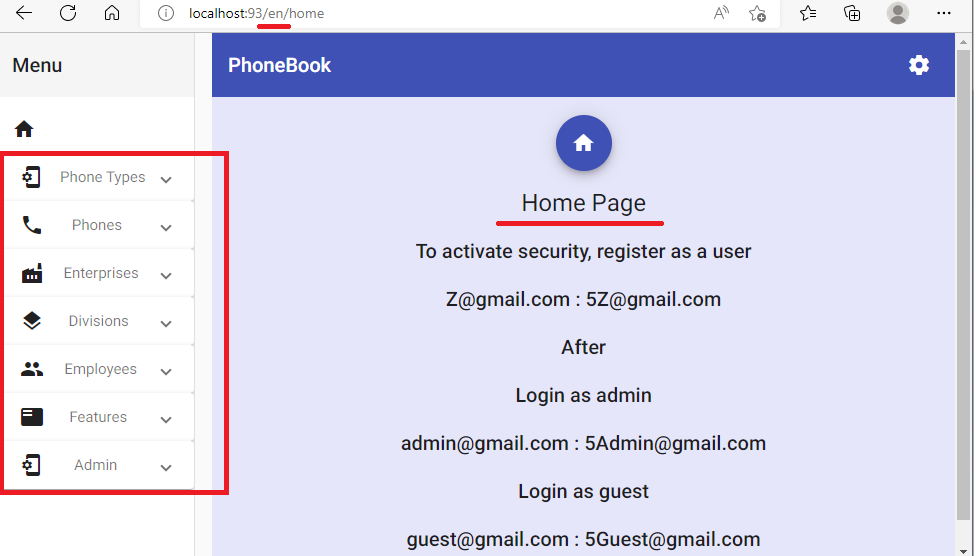 localhost:93/en/home
Menu
PhoneBook
Phone Types
Phones
Enterprises
Divisions
Employees
Features
Admin
Home Page
To activate security, register as a user
Z@gmail.com : 5Z@gmail.com
After
Login as admin
admin@gmail.com : 5Admin@gmail.com
Login as guest
guest@gmail.com : 5Guest@gmail.com